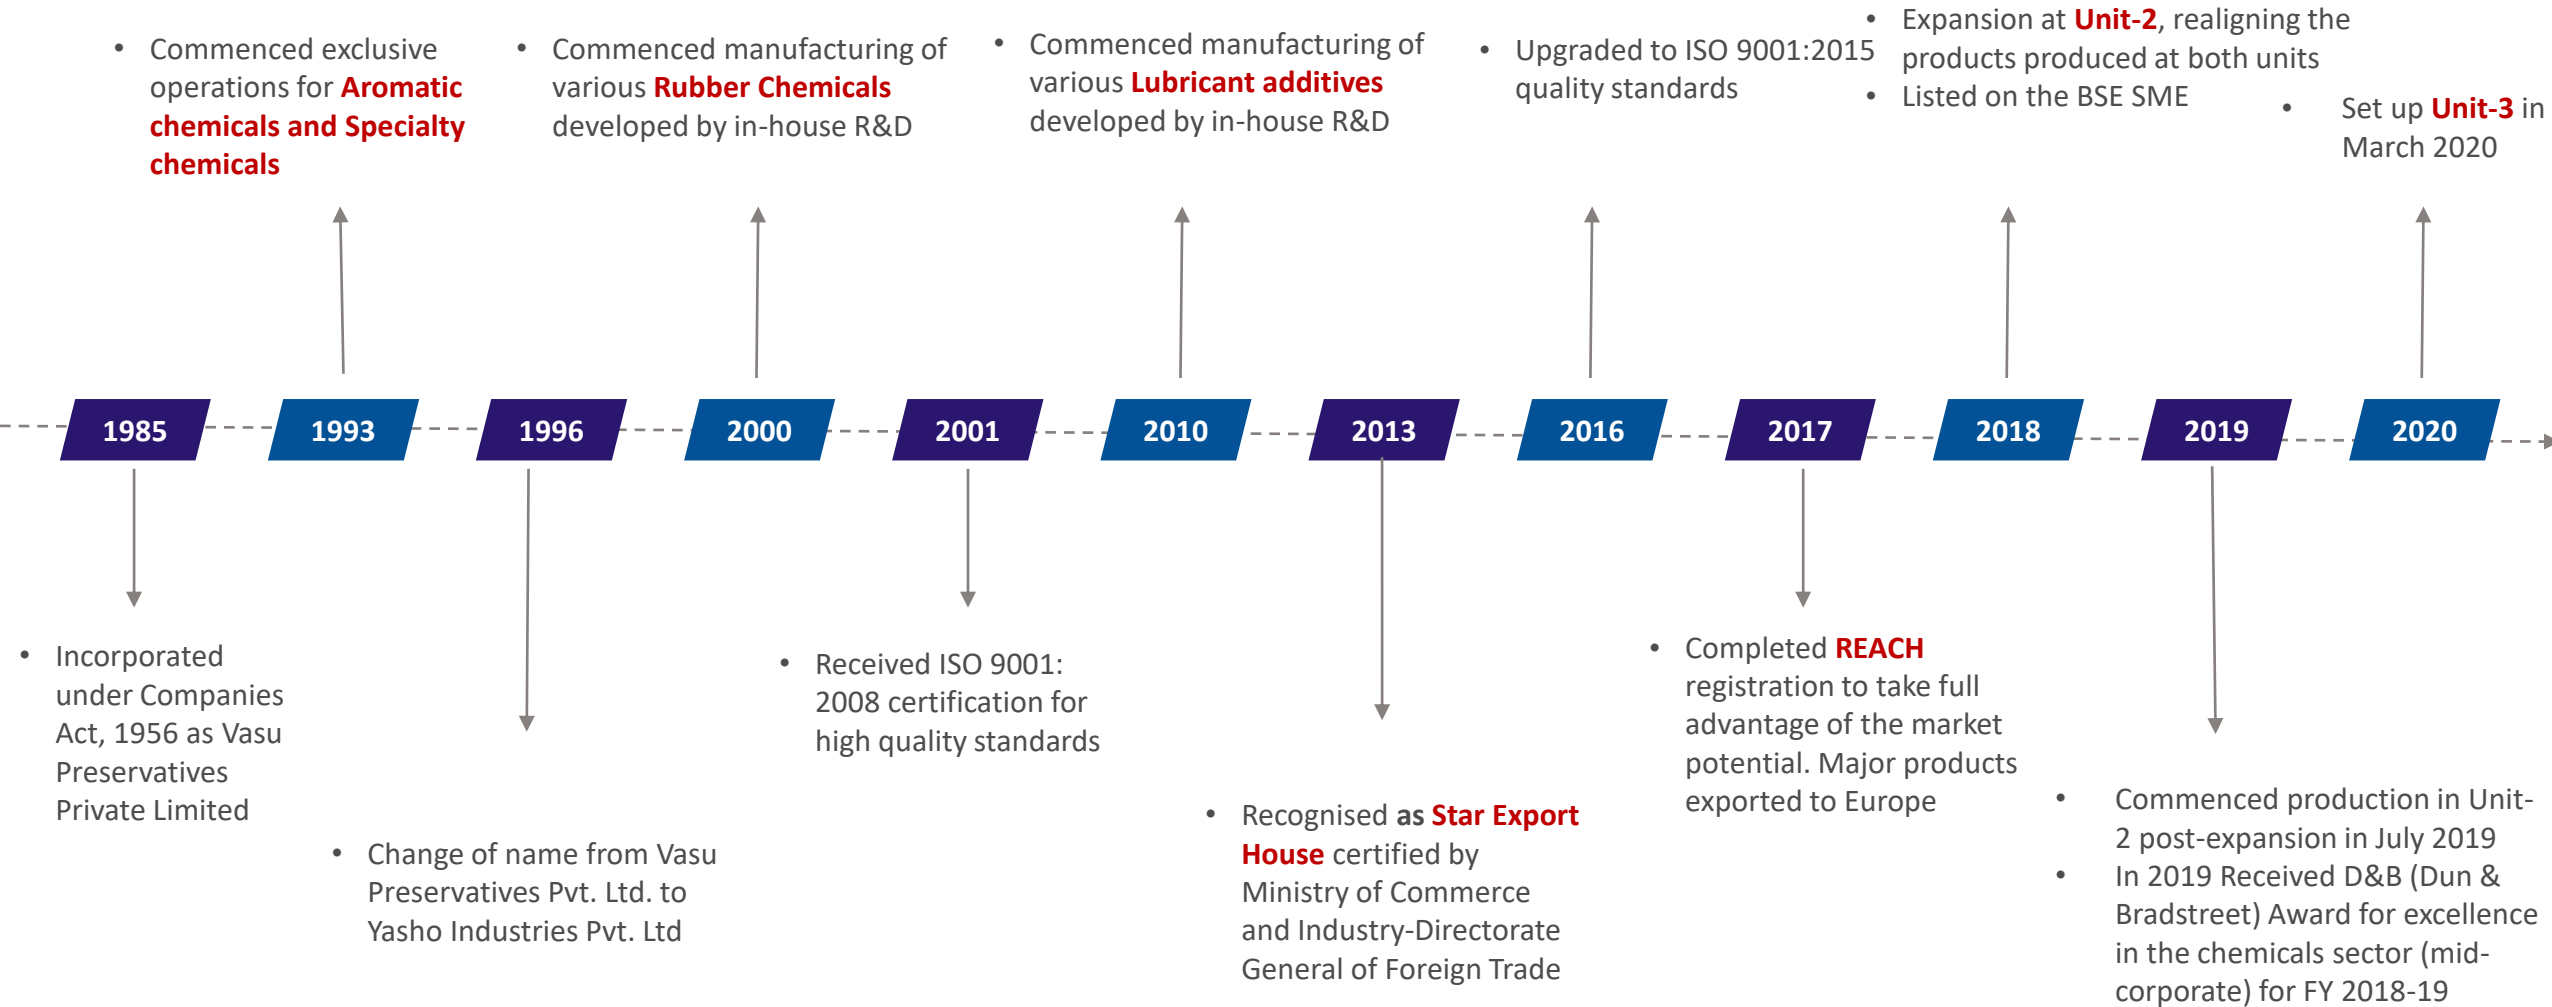 • Commenced exclusive
operations for Aromatic
chemicals and Specialty
chemicals
• Commenced manufacturing of
various Rubber Chemicals
developed by in-house R&D
• Commenced manufacturing of
various Lubricant additives
developed by in-house R&D
• Upgraded to ISO 9001:2015
quality standards
• Expansion at Unit-2, realigning the
products produced at both units
• Listed on the BSE SME
• Set up Unit-3 in
March 2020
1985
1993
1996
2000
2001
2010
2013
2016
2017
2018
2019
2020
• Incorporated
under Companies
Act, 1956 as Vasu
Preservatives
Private Limited
• Change of name from Vasu
Preservatives Pvt. Ltd. to
Yasho Industries Pvt. Ltd
• Received ISO 9001:
2008 certification for
high quality standards
• Recognised as Star Export
House certified by
Ministry of Commerce
and Industry-Directorate
General of Foreign Trade
• Completed REACH
registration to take full
advantage of the market
potential. Major products
exported to Europe
• Commenced production in Unit-
2 post-expansion in July 2019
• In 2019 Received D&B (Dun &
Bradstreet) Award for excellence
in the chemicals sector (mid-
corporate) for FY 2018-19